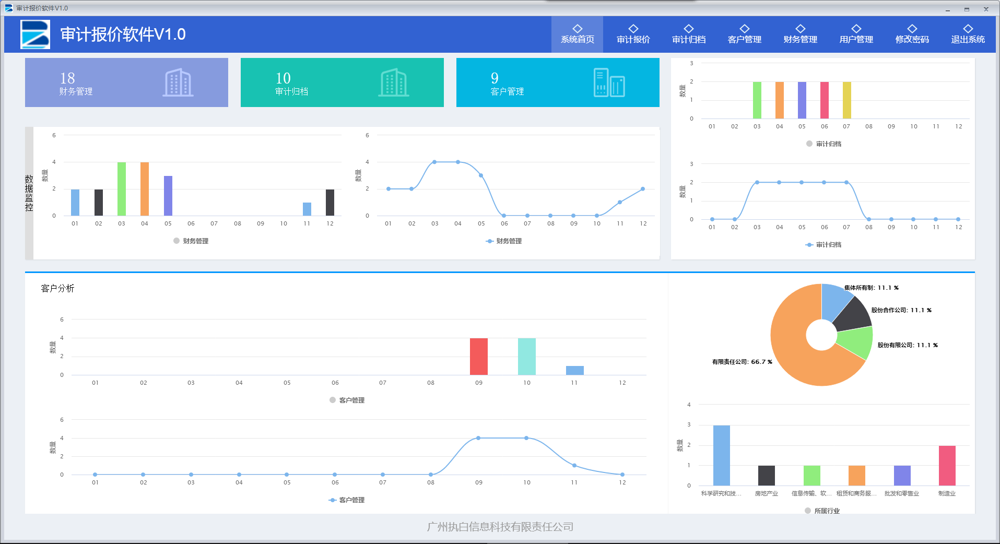 审计报价软件V1.0
审计报价软件V1.0
系统首页
审计报价
审计归档
客户管理
财务管理
用户管理
修改密码
退出系统
18
财务管理
10
审计归档
9
客户管理
数据监控
6
4
2
0
数量
01 02 03 04 05 06 07 08 09 10 11 12
财务管理
6
4
2
0
数量
01 02 03 04 05 06 07 08 09 10 11 12
财务管理
3
2
1
0
数量
01 02 03 04 05 06 07 08 09 10 11 12
审计归档
3
2
1
0
数量
01 02 03 04 05 06 07 08 09 10 11 12
审计归档
客户分析
6
4
2
0
数量
01 02 03 04 05 06 07 08 09 10 11 12
客户管理
6
4
2
0
数量
01 02 03 04 05 06 07 08 09 10 11 12
客户管理
集体所有制: 11.1 %
股份合作公司: 11.1 %
股份有限公司: 11.1 %
有限责任公司: 66.7 %
4
3
2
1
0
数量
科学研究和技... 房地产业 信息传输、软... 租赁和商务服... 批发和零售业 制造业
所属行业
广州执白信息科技有限责任公司